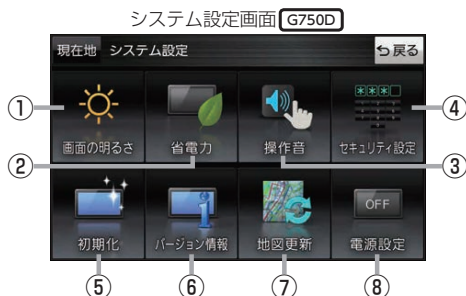 システム設定画面 G750D
現在地 システム設定 戻る
① ④
***
画面の明るさ 省電力 操作音 セキュリティ設定
② ③
OFF
初期化 バージョン情報 地図更新 電源設定
⑤ ⑥ ⑦ ⑧